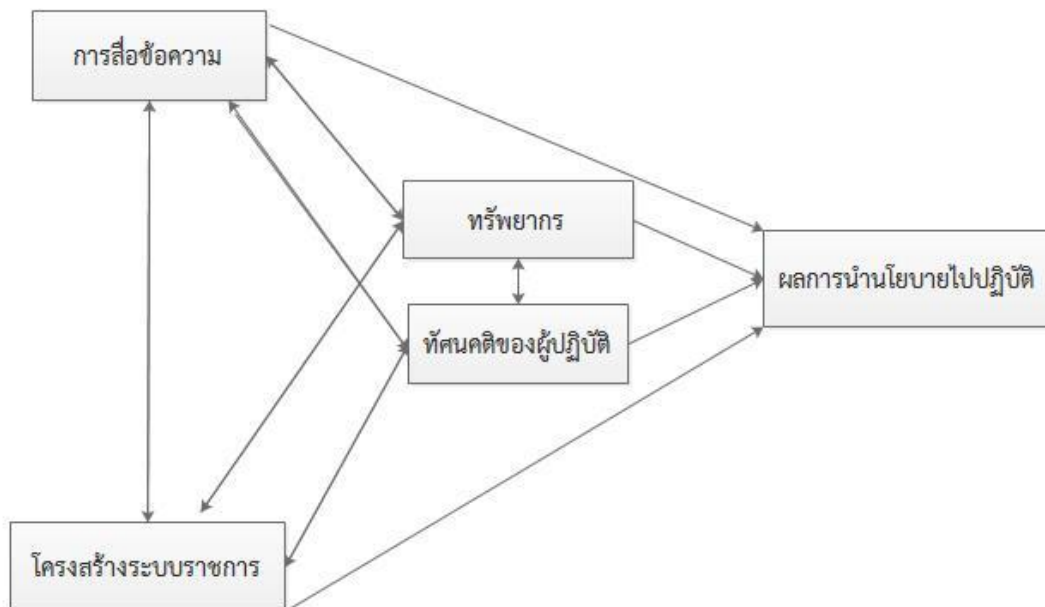 การสื่อข้อความ
ทรัพยากร
ผลการนำนโยบายไปปฏิบัติ
ทัศนคติของผู้ปฏิบัติ
โครงสร้างระบบราชการ